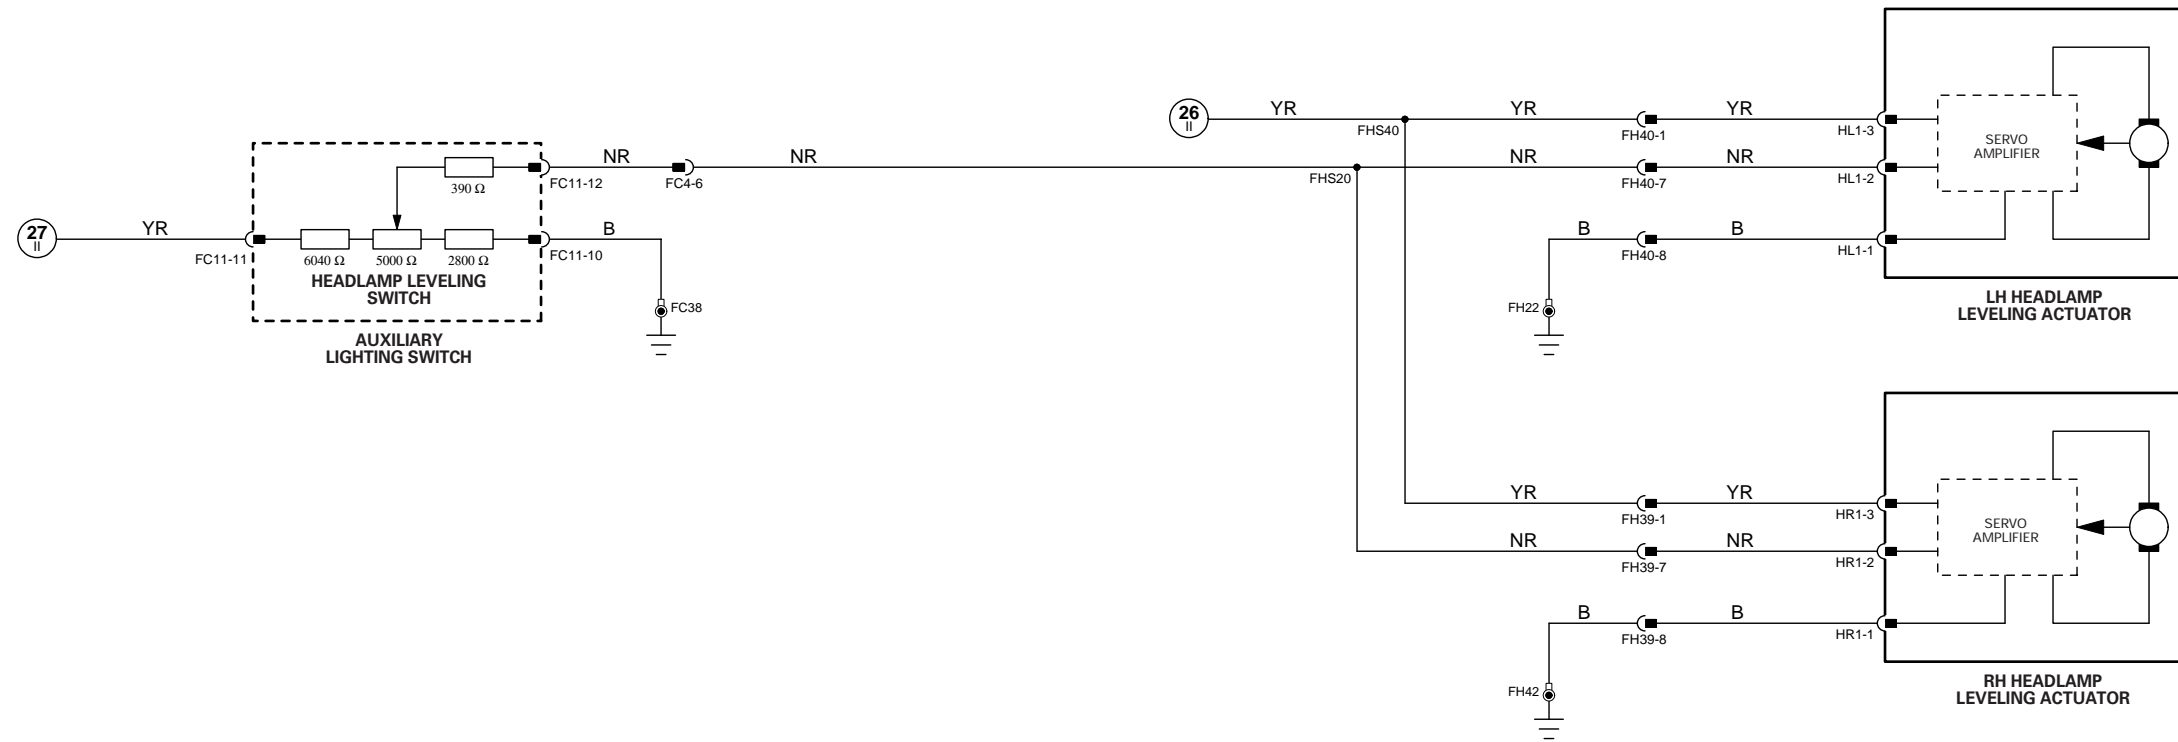 26
II
YR
YR
YR
FHS40
FH40-1
HL1-3
SERVO
AMPLIFIER
NR
NR
NR
NR
390 Ω
FC11-12
FC4-6
FHS20
FH40-7
HL1-2
27
II
YR
B
B
B
FC11-11
6040 Ω
5000 Ω
2800 Ω
FC11-10
FH40-8
HL1-1
HEADLAMP LEVELING
SWITCH
FC38
FH22
LH HEADLAMP
LEVELING ACTUATOR
AUXILIARY
LIGHTING SWITCH
YR
YR
FH39-1
HR1-3
SERVO
AMPLIFIER
NR
NR
FH39-7
HR1-2
B
B
FH39-8
HR1-1
FH42
RH HEADLAMP
LEVELING ACTUATOR